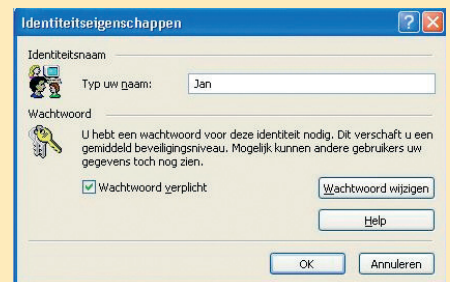 Identiteitseigenschappen
Identiteitsnaam
Typ uw naam:
Jan
Wachtwoord
U hebt een wachtwoord voor deze identiteit nodig. Dit verschaft u een
gemiddeld beveiligingsniveau. Mogelijk kunnen andere gebruikers uw
gegevens toch nog zien.
Wachtwoord verplicht
Wachtwoord wijzigen
Help
OK
Annuleren